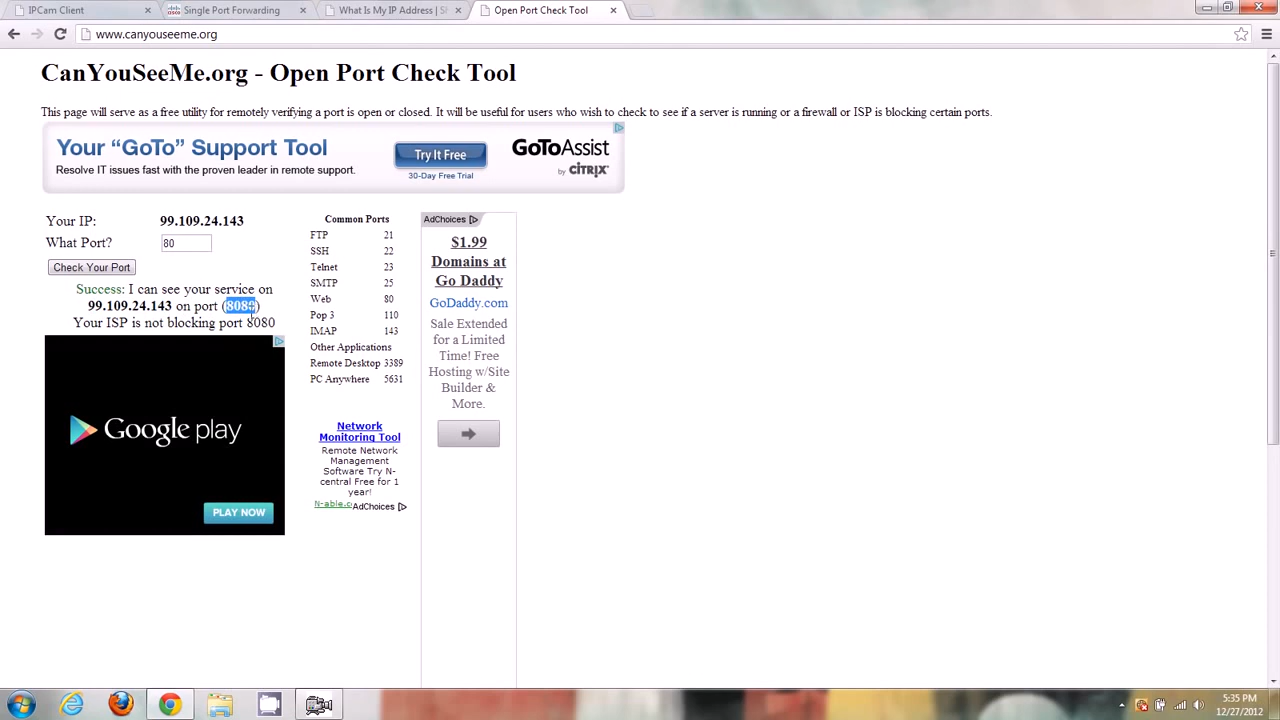 IPCam Client
Single Port Forwarding
What Is My IP Address | Sh
Open Port Check Tool
www.canyouseeme.org
CanYouSeeMe.org - Open Port Check Tool
This page will serve as a free utility for remotely verifying a port is open or closed. It will be useful for users who wish to check to see if a server is running or a firewall or ISP is blocking certain ports.
Your “GoTo” Support Tool
Resolve IT issues fast with the proven leader in remote support.
Try It Free
30-Day Free Trial
GoToAssist
by CITRIX
Your IP: 99.109.24.143
What Port? 80
Check Your Port
Success: I can see your service on
99.109.24.143 on port (8080)
Your ISP is not blocking port 8080
Google play
PLAY NOW
Common Ports
FTP 21
SSH 22
Telnet 23
SMTP 25
Web 80
Pop 3 110
IMAP 143
Other Applications
Remote Desktop 3389
PC Anywhere 5631
Network
Monitoring Tool
Remote Network
Management
Software Try N-
central Free for 1
year!
N-able.c
AdChoices
AdChoices
$1.99
Domains at
Go Daddy
GoDaddy.com
Sale Extended
for a Limited
Time! Free
Hosting w/Site
Builder &
More.
5:35 PM
12/27/2012